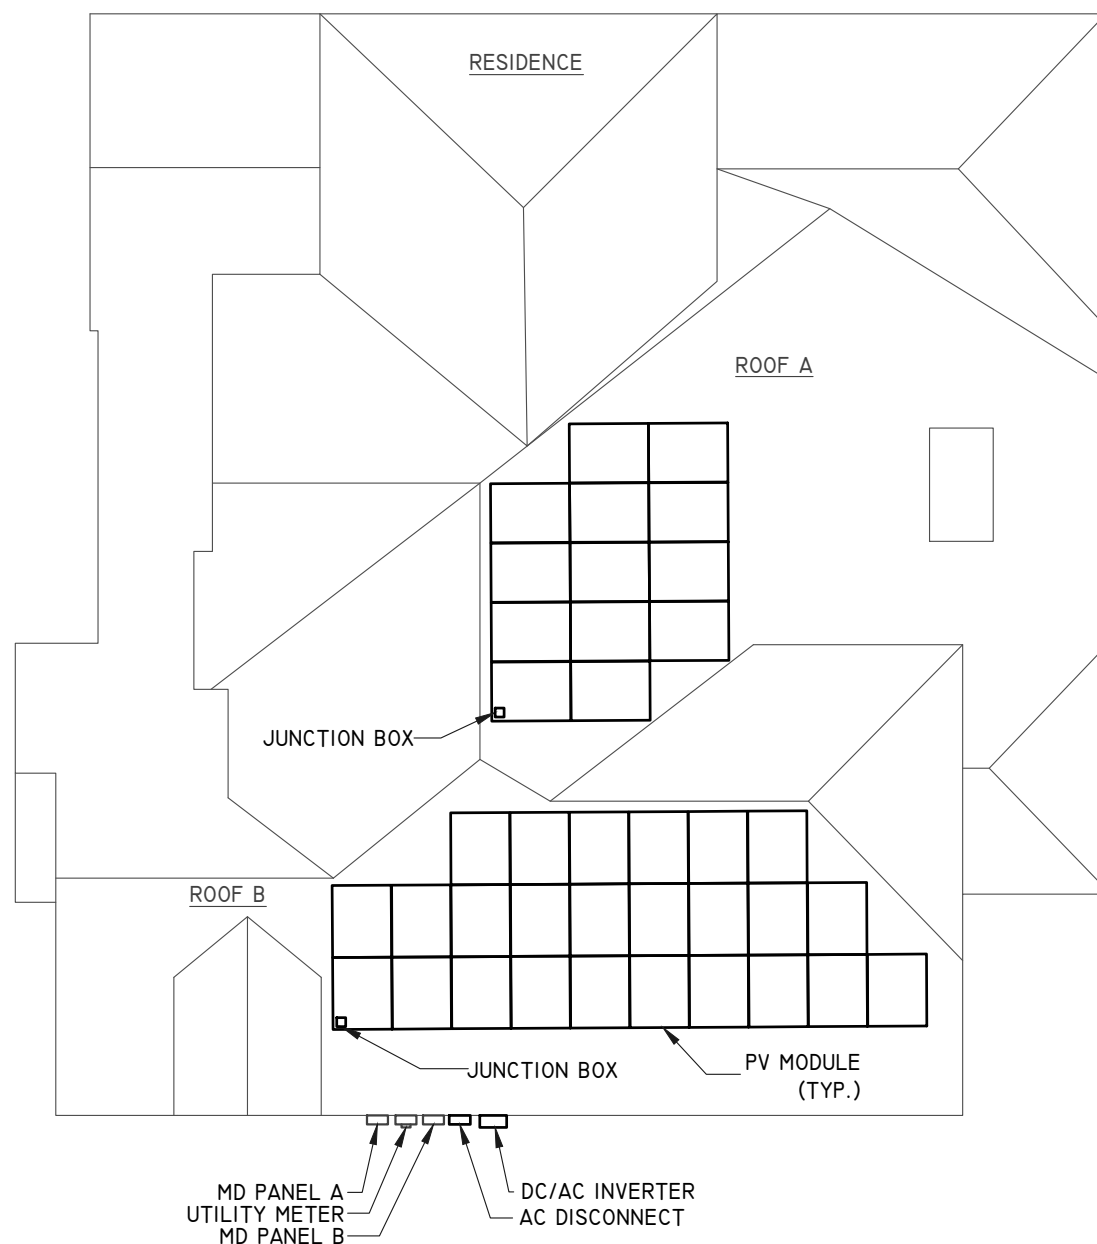 RESIDENCE
ROOF A
JUNCTION BOX
ROOF B
JUNCTION BOX
PV MODULE
(TYP.)
MD PANEL A
UTILITY METER
MD PANEL B
DC/AC INVERTER
AC DISCONNECT